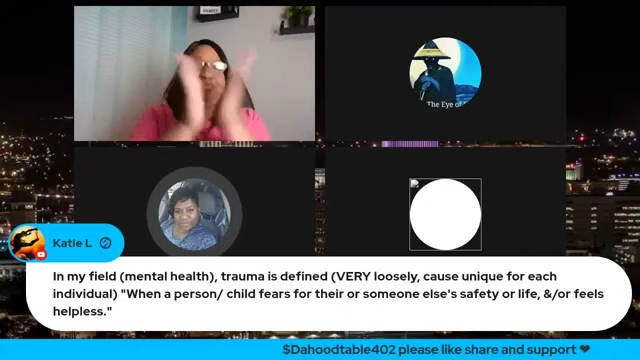 The Eye of
Katie L
In my field (mental health), trauma is defined (VERY loosely, cause unique for each
individual) "When a person/ child fears for their or someone else's safety or life, &/or feels
helpless."
$Dahoodtable402 please like share and support ❤